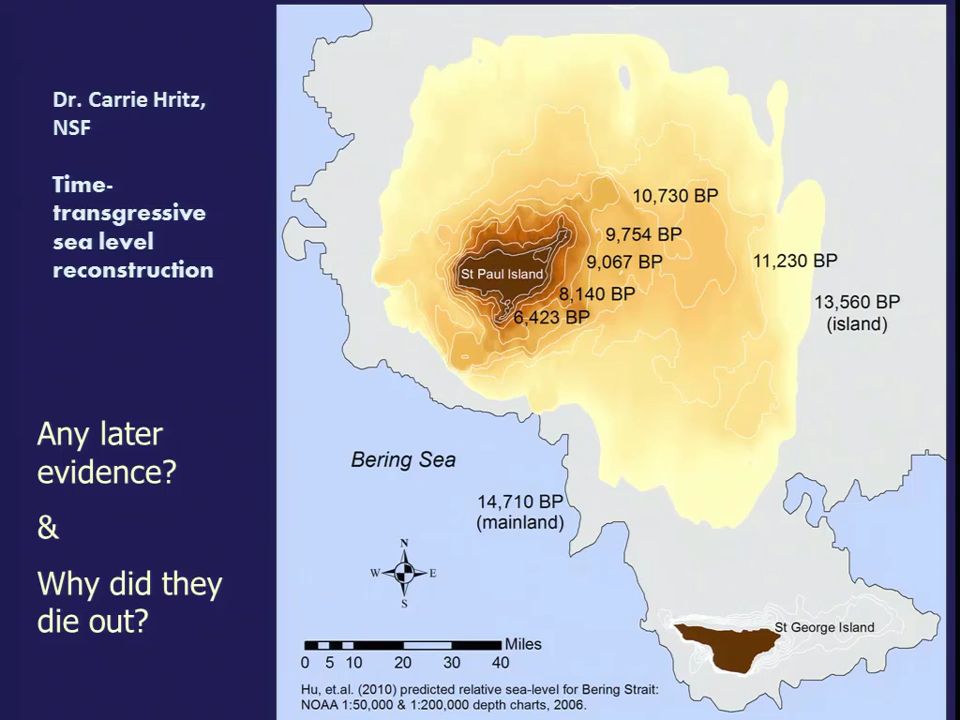 Dr. Carrie Hritz,
NSF
Time-
transgressive
sea level
reconstruction
Any later
evidence?
&
Why did they
die out?
10,730 BP
9,754 BP
9,067 BP
11,230 BP
St Paul Island
8,140 BP
13,560 BP
(island)
6,423 BP
Bering Sea
14,710 BP
(mainland)
N
W
E
S
St George Island
Miles
0 5 10 20 30 40
Hu, et.al. (2010) predicted relative sea-level for Bering Strait:
NOAA 1:50,000 & 1:200,000 depth charts, 2006.